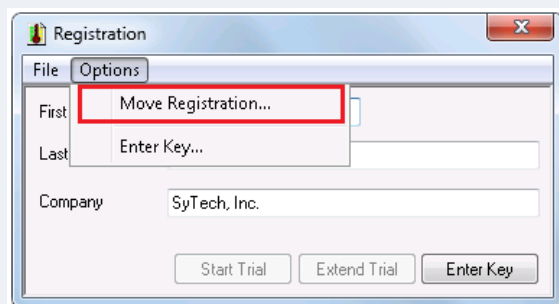 Registration
File Options
Move Registration...
First
Enter Key...
Last
Company SyTech, Inc.
Start Trial Extend Trial Enter Key